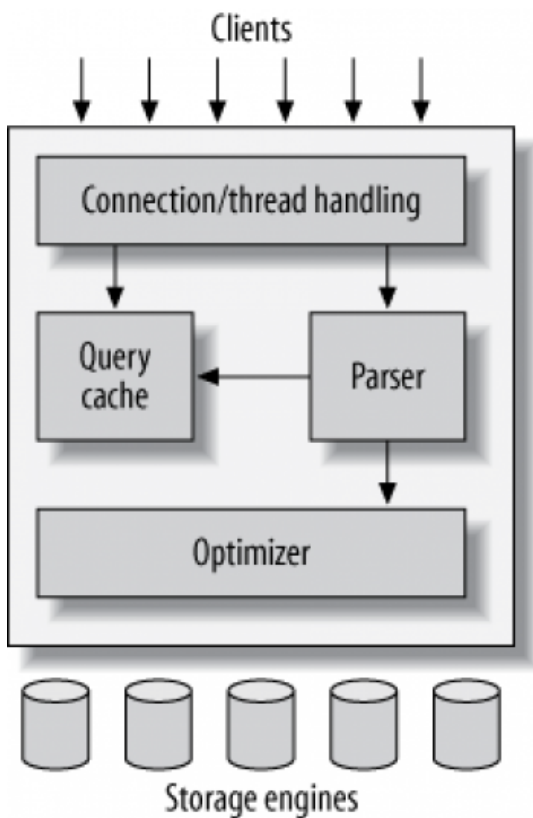 Clients
Connection/thread handling
Query
cache
Parser
Optimizer
Storage engines